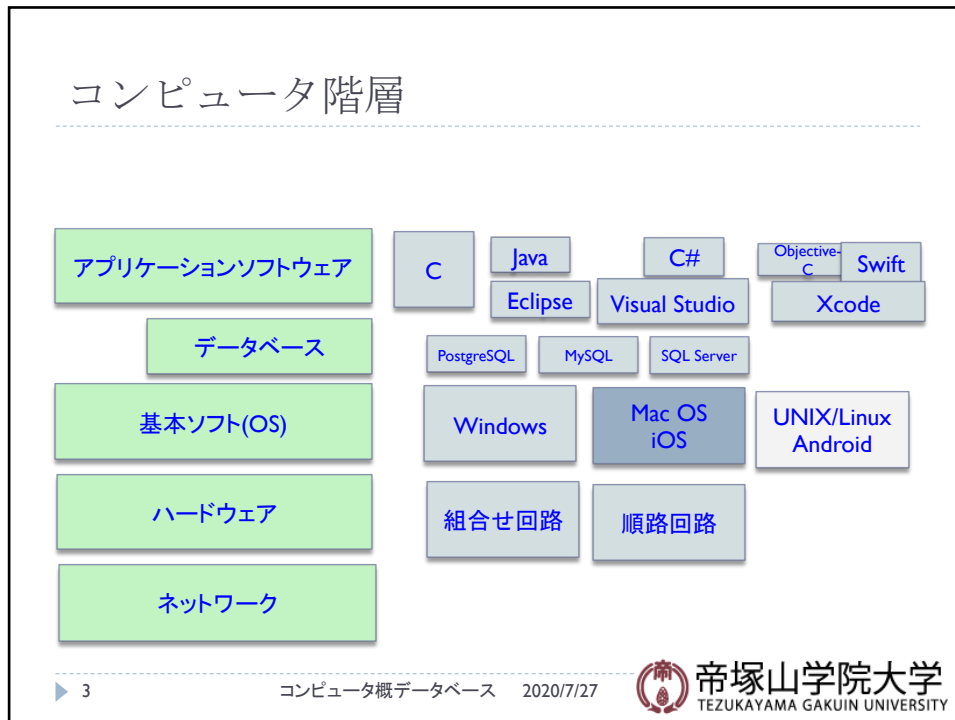 コンピュータ階層
アプリケーションソフトウェア
C
Java
C#
Objective-
C
Swift
Eclipse
Visual Studio
Xcode
データベース
PostgreSQL
MySQL
SQL Server
基本ソフト(OS)
Windows
Mac OS
iOS
UNIX/Linux
Android
ハードウェア
組合せ回路
順路回路
ネットワーク
3
コンピュータ概データベース
2020/7/27
帝
帝塚山学院大学
TEZUKAYAMA GAKUIN UNIVERSITY